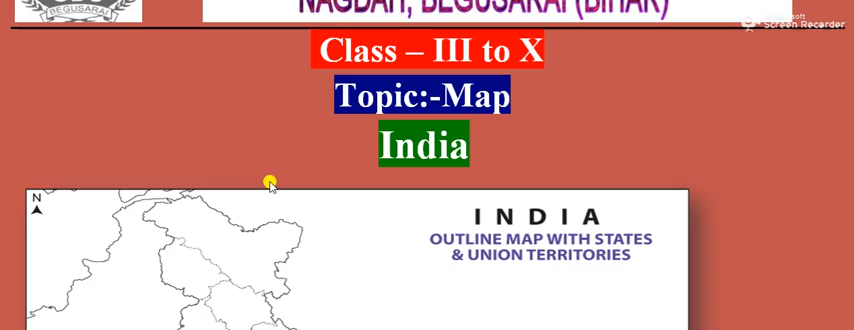 NAGDAH, BEGUSARAI (BIHAR)
BEGUSARAI
Screen Recorder
Class – III to X
Topic:-Map
India
N
INDIA
OUTLINE MAP WITH STATES
& UNION TERRITORIES